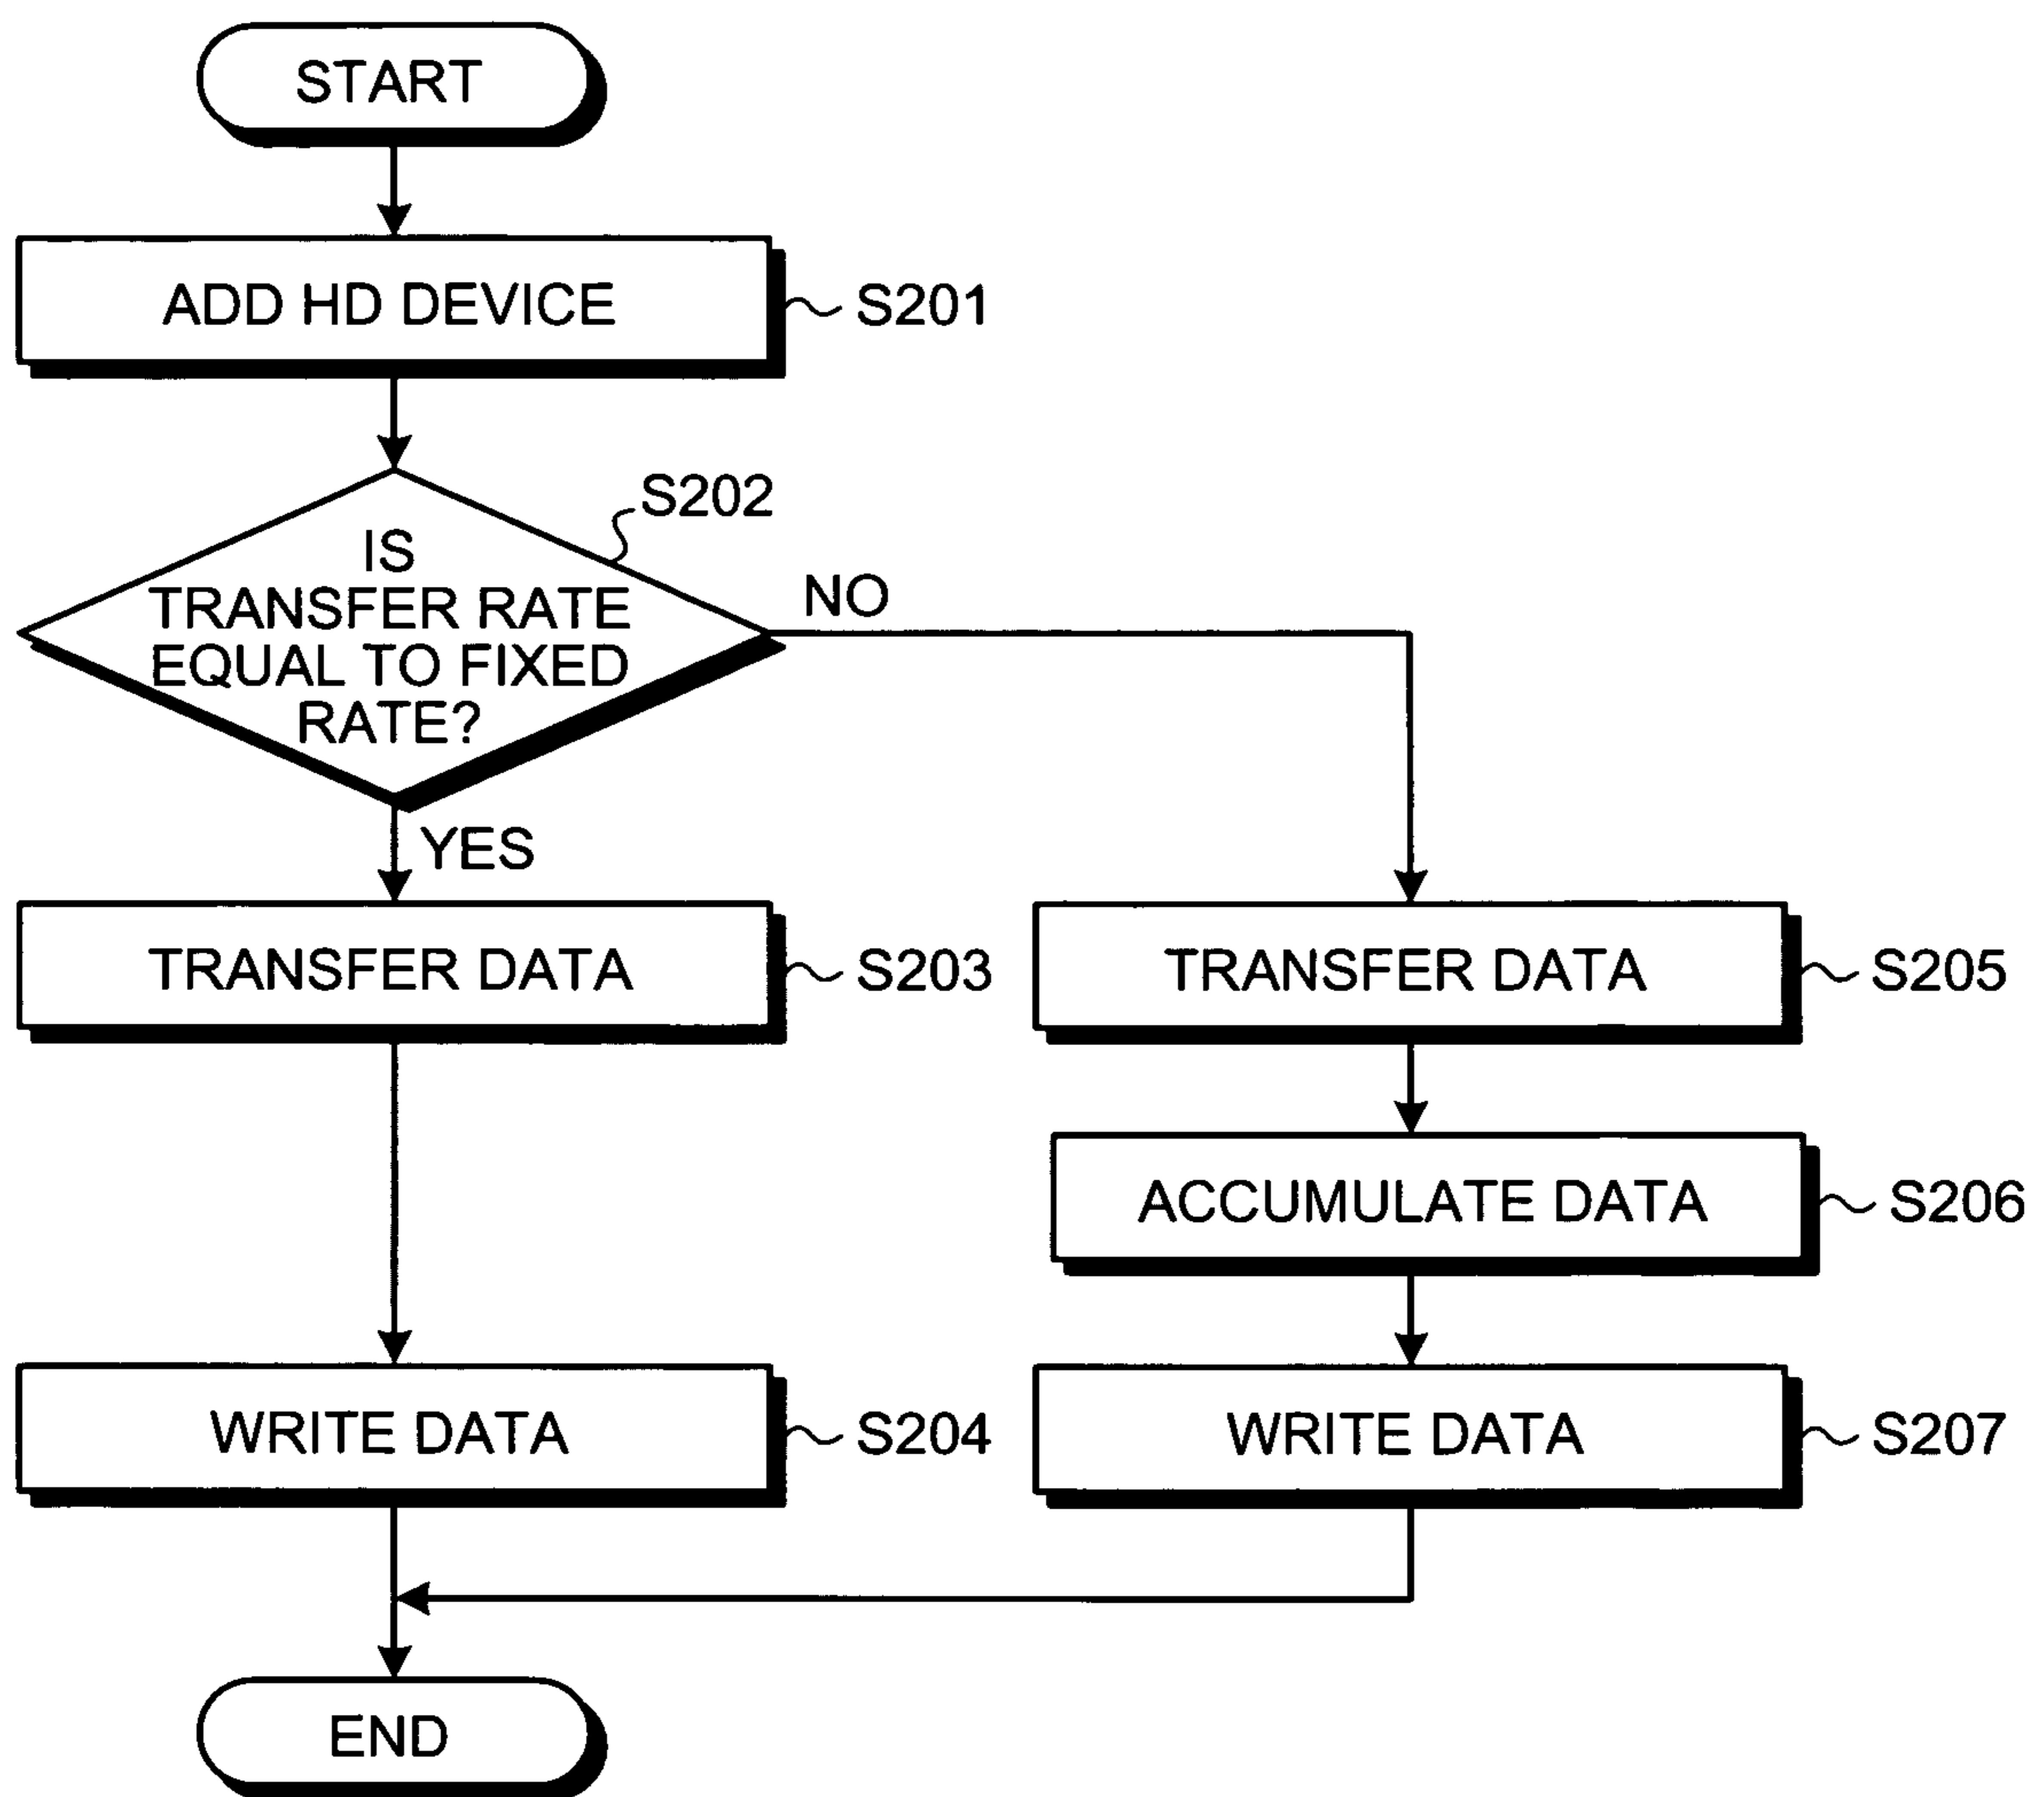 START
ADD HD DEVICE
S201
S202
IS
TRANSFER RATE
EQUAL TO FIXED
RATE?
NO
YES
TRANSFER DATA
S203
TRANSFER DATA
S205
ACCUMULATE DATA
S206
WRITE DATA
S204
WRITE DATA
S207
END